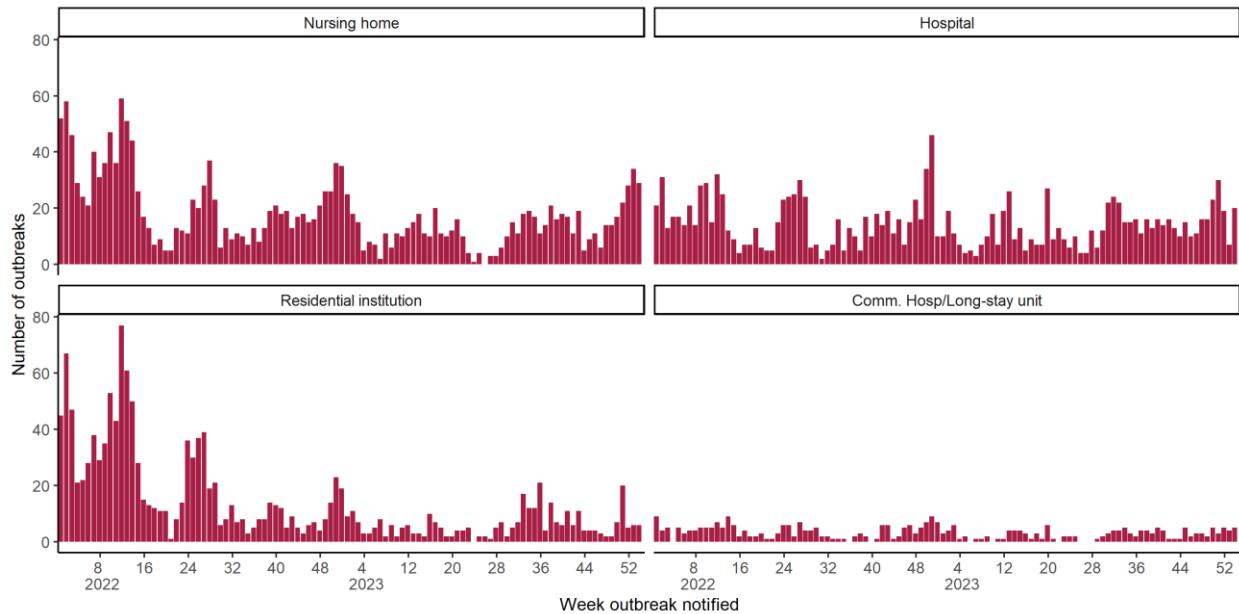 Nursing home
Hospital
80
60
40
20
0
Residential institution
Comm. Hosp/Long-stay unit
80
60
40
20
0
Number of outbreaks
8 16 24 32 40 48 4 12 20 28 36 44 52
2022 2023
8 16 24 32 40 48 4 12 20 28 36 44 52
2022 2023
Week outbreak notified